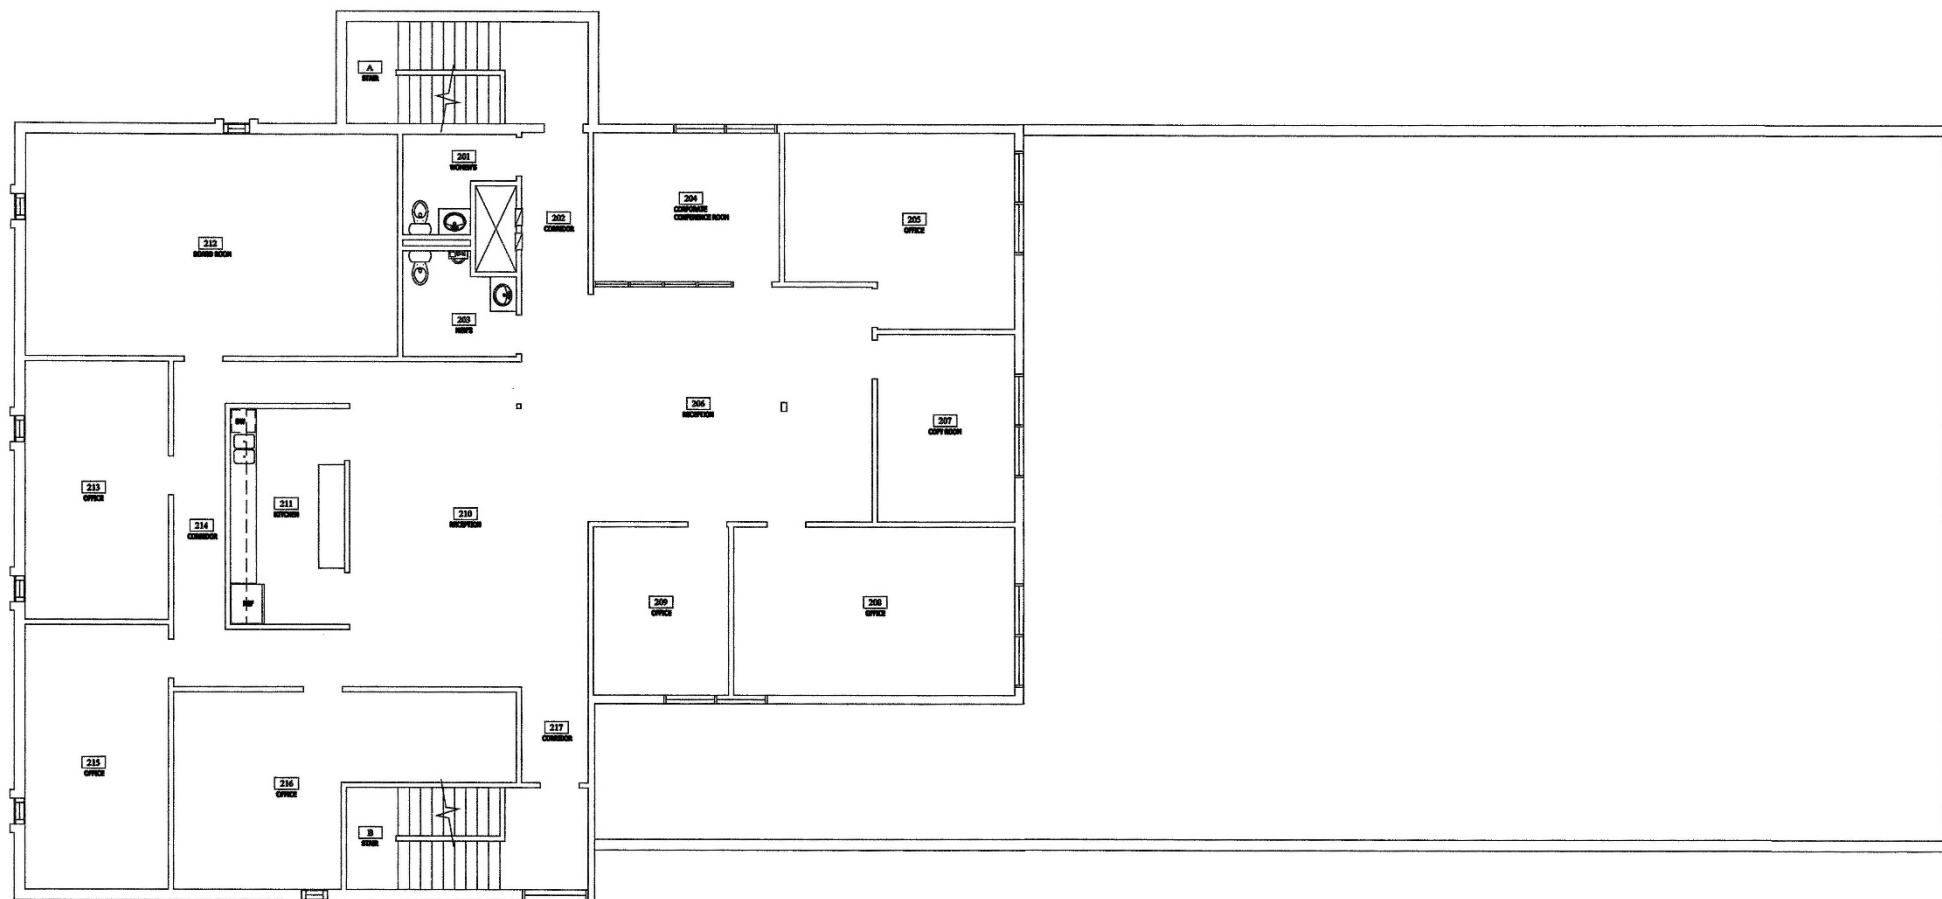 A
STAIR
201
WOMEN'S
202
CORRIDOR
204
CORPORATE
CONFERENCE ROOM
205
OFFICE
212
BOARD ROOM
203
MEN'S
206
RECEPTION
207
COPY ROOM
DW
213
OFFICE
211
KITCHEN
210
RECEPTION
214
CORRIDOR
REF
209
OFFICE
208
OFFICE
217
CORRIDOR
215
OFFICE
216
OFFICE
B
STAIR